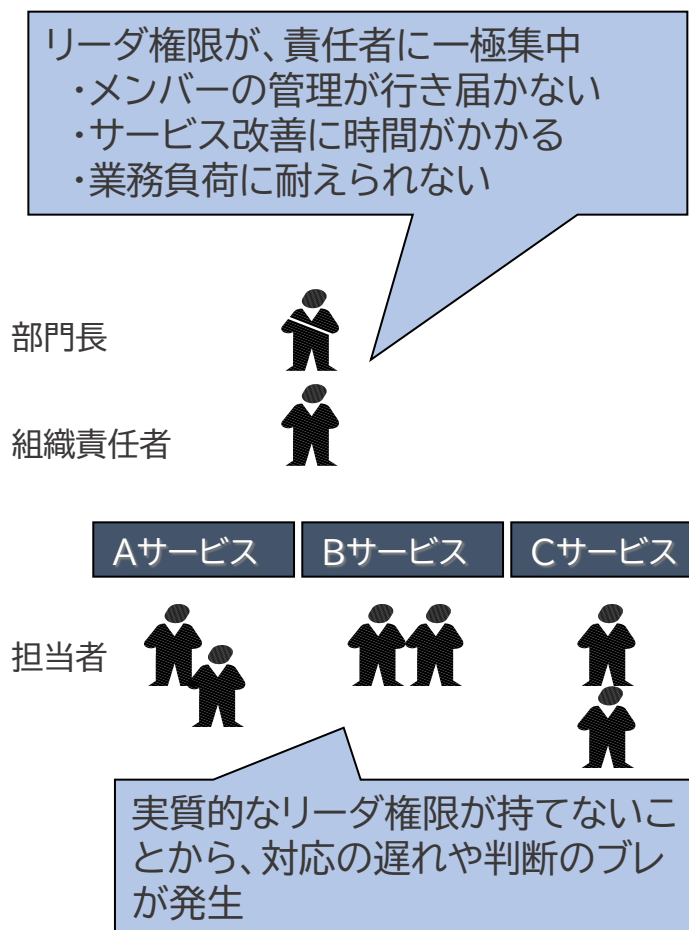 リーダ権限が、責任者に一極集中
・メンバーの管理が行き届かない
・サービス改善に時間がかかる
・業務負荷に耐えられない
部門長
組織責任者
Aサービス
Bサービス
Cサービス
担当者
実質的なリーダ権限が持てないこ
とから、対応の遅れや判断のブレ
が発生